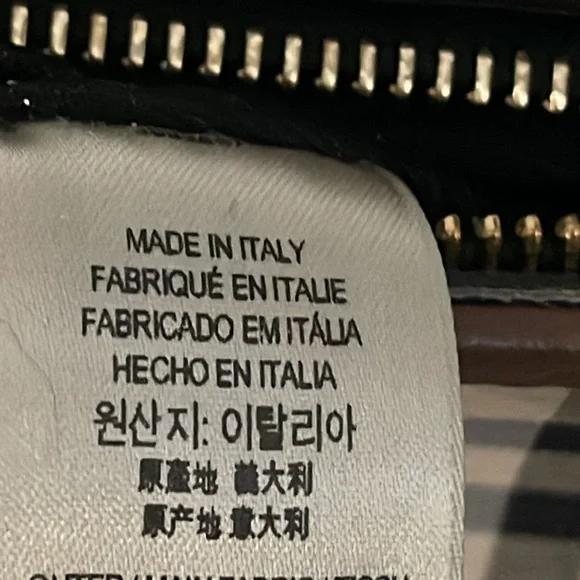 MADE IN ITALY
FABRIQUÉ EN ITALIE
FABRICADO EM ITÁLIA
HECHO EN ITALIA
원산지: 이탈리아
原產地 義大利
原产地 意大利